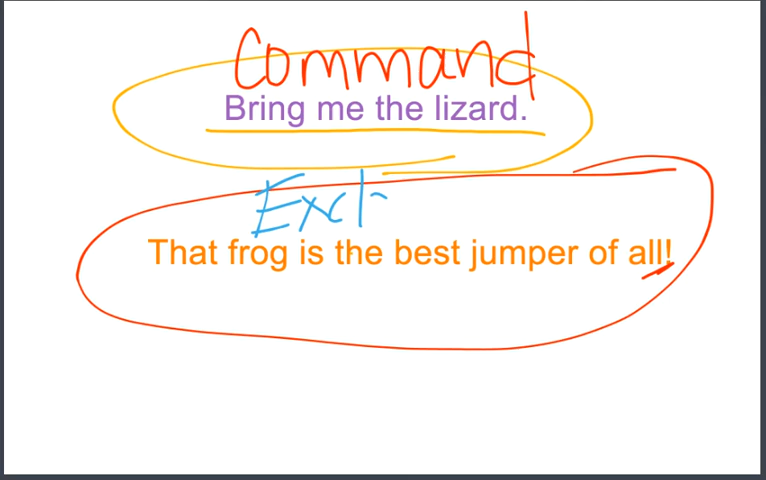 Command
Bring me the lizard.
Excl
That frog is the best jumper of all!